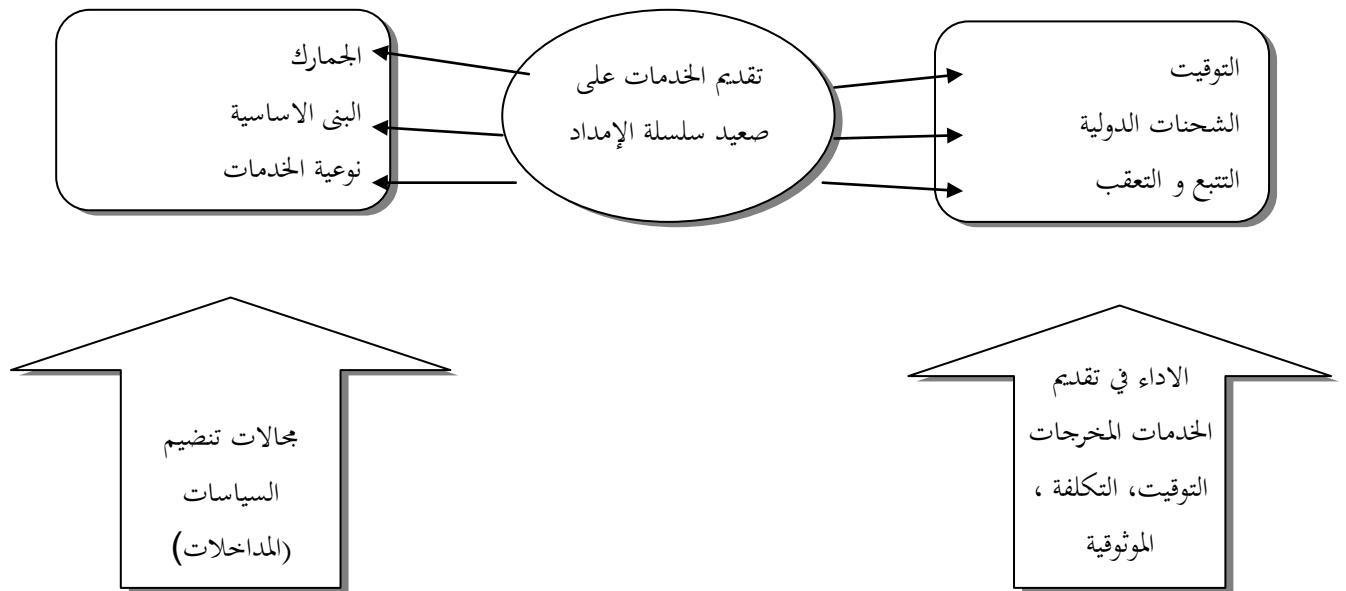 التوقيت
الشحنات الدولية
التتبع و التعقب
تقديم الخدمات على
صعيد سلسلة الإمداد
الجمارك
البنى الاساسية
نوعية الخدمات
الاداء في تقديم
الخدمات المخرجات
التوقيت، التكلفة ،
الموثوقية
مجالات تنضيم
السياسات
(المداخلات)